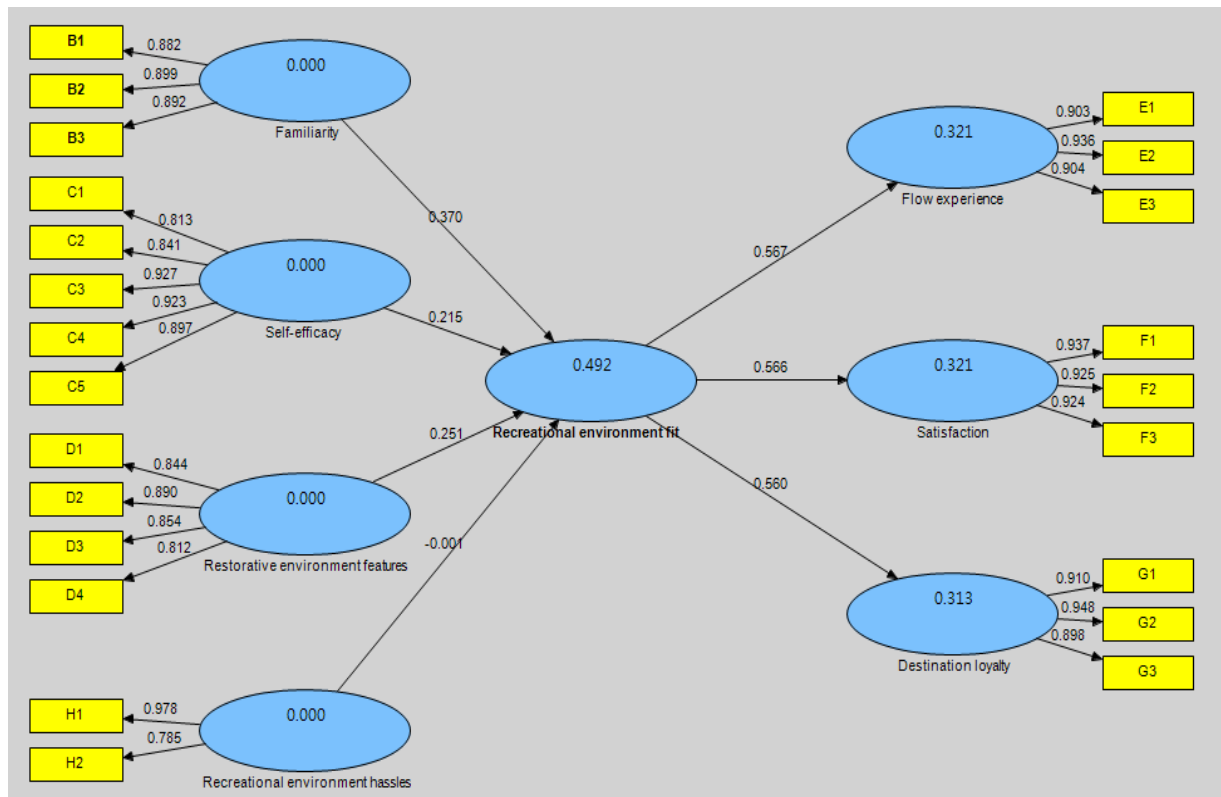 B1
0.882
B2
0.899
B3
0.892
0.000
Familiarity
C1
0.813
C2
0.841
C3
0.927
C4
0.923
C5
0.897
0.000
Self-efficacy
D1
0.844
D2
0.890
D3
0.854
D4
0.812
0.000
Restorative environment features
H1
0.978
H2
0.785
0.000
Recreational environment hassles
0.370
0.215
0.251
-0.001
0.492
Recreational environment fit
0.567
0.566
0.560
0.321
Flow experience
0.903
E1
0.936
E2
0.904
E3
0.321
Satisfaction
0.937
F1
0.925
F2
0.924
F3
0.313
Destination loyalty
0.910
G1
0.948
G2
0.898
G3